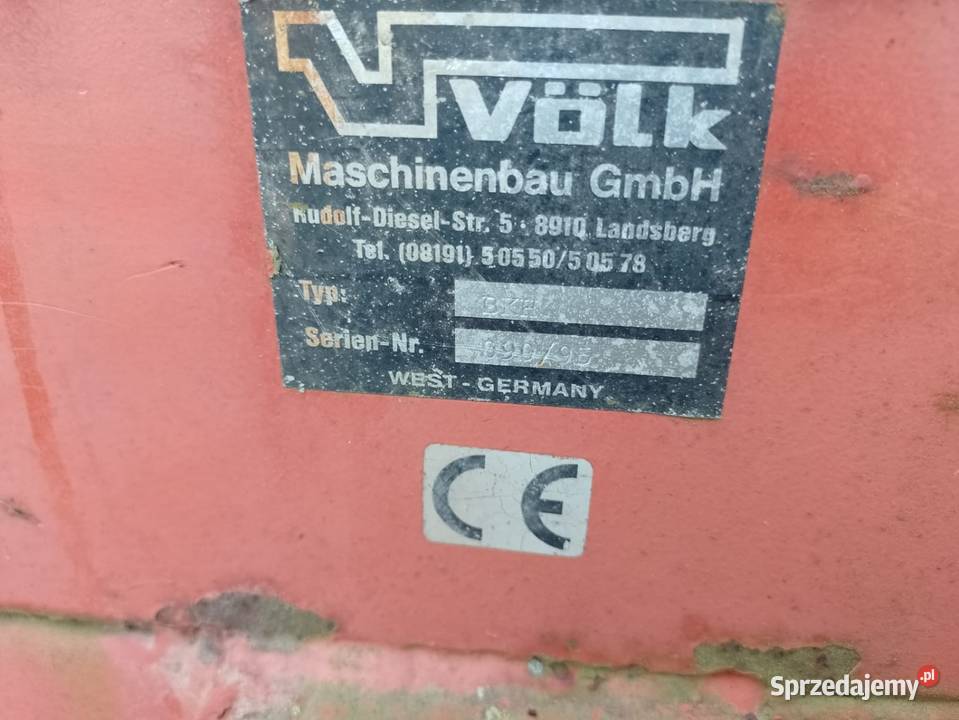 Völk
Maschinenbau GmbH
Rudolf-Diesel-Str. 5 · 8910 Landsberg
Tel. (08191) 50550/50578
Typ:
Serien-Nr.
WEST - GERMANY
CE
Sprzedajemy.pl